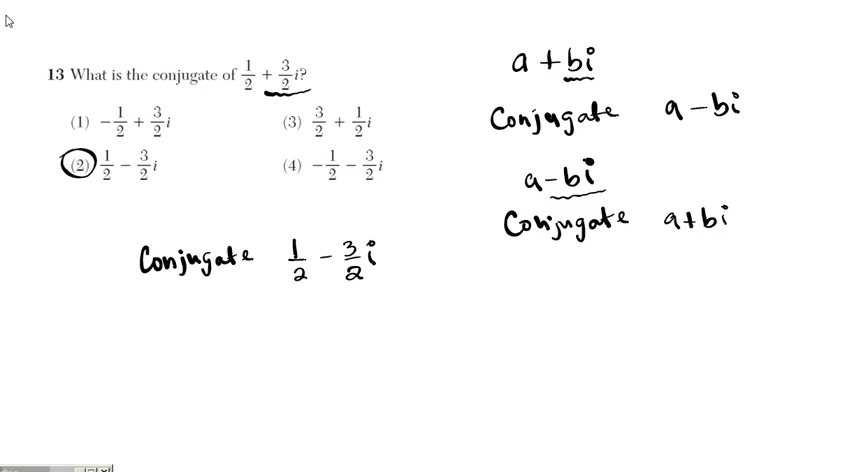 13 What is the conjugate of 1/2 + 3/2 i?
(1) -1/2 + 3/2 i
(3) 3/2 + 1/2 i
(2) 1/2 - 3/2 i
(4) -1/2 - 3/2 i
Conjugate 1/2 - 3/2 i
a + bi
Conjugate a - bi
a - bi
Conjugate a + bi